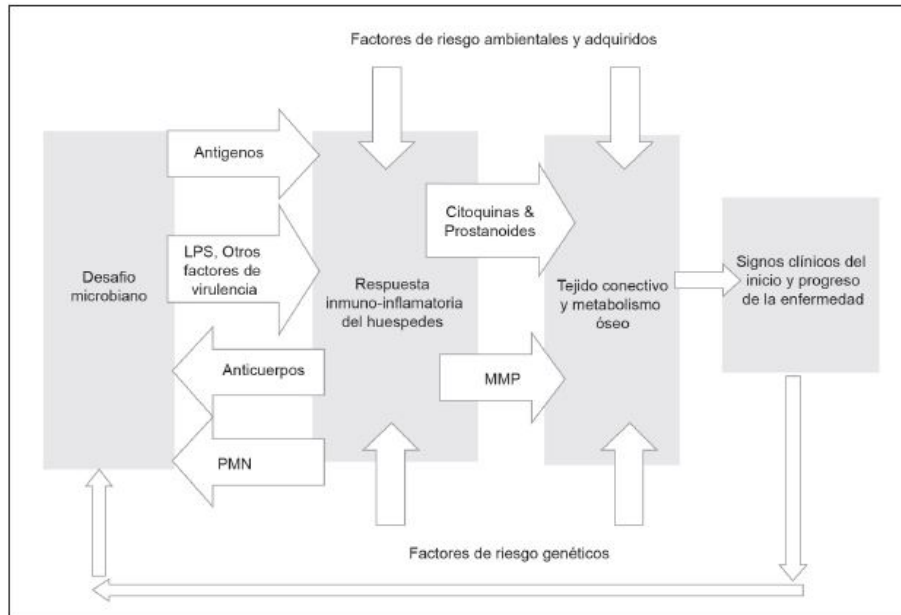 Factores de riesgo ambientales y adquiridos
Antigenos
LPS, Otros
factores de
virulencia
Desafio
microbiano
Anticuerpos
PMN
Respuesta
inmuno-inflamatoria
del huespedes
Citoquinas &
Prostanoides
MMP
Tejido conectivo
y metabolismo
óseo
Signos clínicos del
inicio y progreso
de la enfermedad
Factores de riesgo genéticos